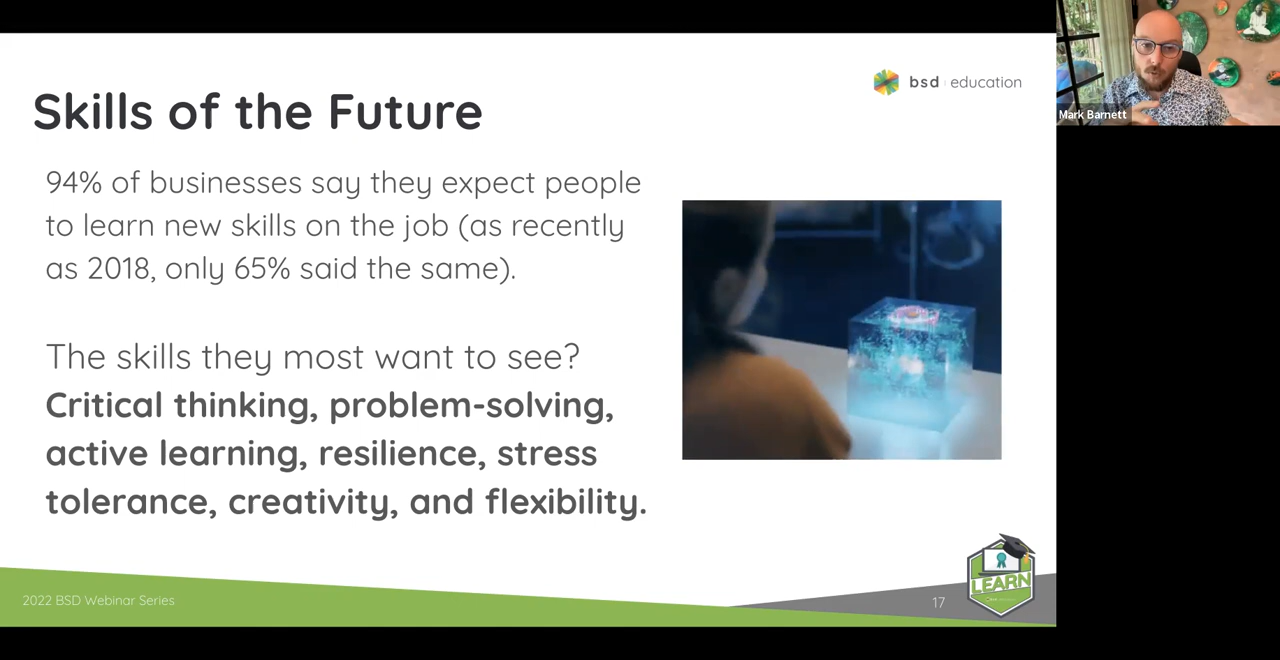 Skills of the Future
bsd education
94% of businesses say they expect people
to learn new skills on the job (as recently
as 2018, only 65% said the same).
The skills they most want to see?
Critical thinking, problem-solving,
active learning, resilience, stress
tolerance, creativity, and flexibility.
2022 BSD Webinar Series
17
LEARN
Mark Barnett